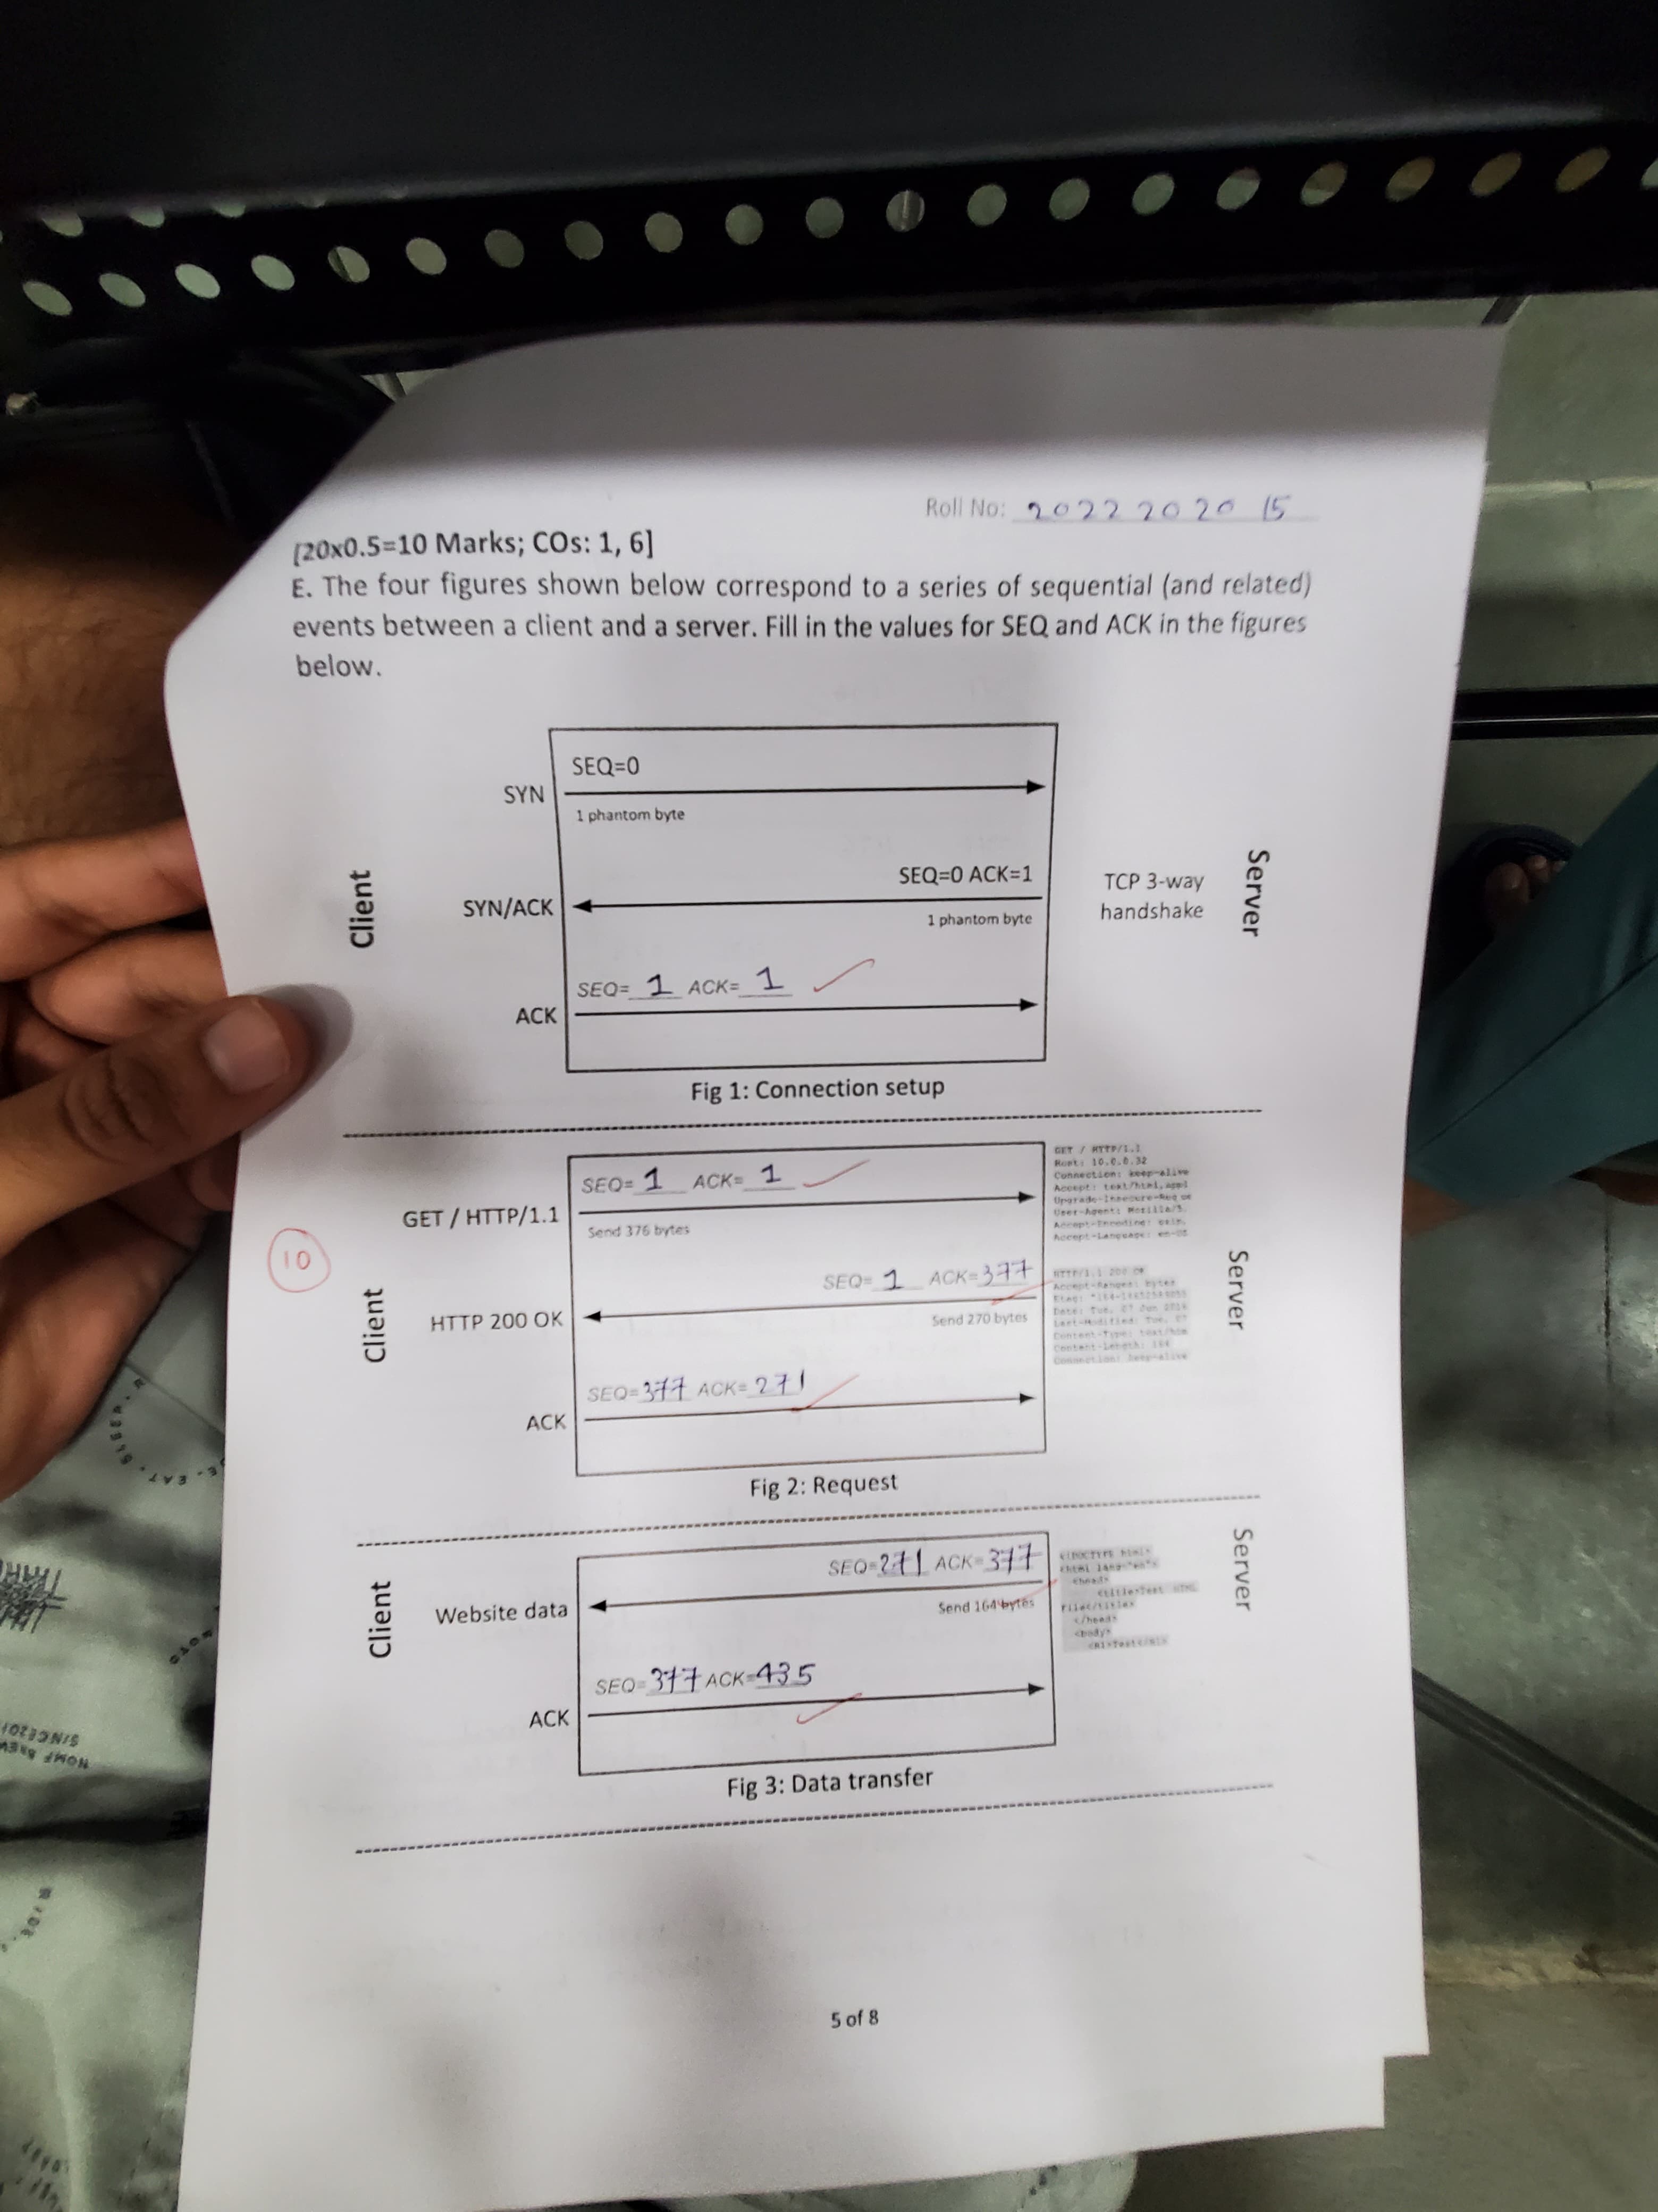 Roll No: 2022 20 20 15
[20x0.5=10 Marks; COs: 1, 6]
E. The four figures shown below correspond to a series of sequential (and related)
events between a client and a server. Fill in the values for SEQ and ACK in the figures
below.
SEQ=0
SYN
1 phantom byte
SEQ=0 ACK=1
SYN/ACK
1 phantom byte
TCP 3-way
handshake
Client
Server
SEQ= 1 ACK= 1
ACK
Fig 1: Connection setup
SEQ= 1 ACK= 1
GET / HTTP/1.1
Send 376 bytes
GET / HTTP/1.1
Host: 10.0.0.32
Connection: keep-alive
Accept: text/html,appl
User-Agent: Mozilla/5.
Accept-Language: en-US
10
SEQ= 1 ACK=377
HTTP 200 OK
Send 270 bytes
HTTP/1.1 200 OK
Accept-Ranges: bytes
Date: Tue, 07 Jun 2016
Last-Modified: Tue, 07
Content-Type: text/htm
Content-Length: 164
Connection: keep-alive
Client
Server
SEQ=377 ACK=271
ACK
Fig 2: Request
SEQ=271 ACK=377
Website data
Send 164 bytes
<!DOCTYPE html>
<html lang="en">
<head>
<title>Test HTML
File</title>
</head>
<body>
<h1>Test</h1>
Client
Server
SEQ=377 ACK=435
ACK
Fig 3: Data transfer
5 of 8
SINCE201
HOME BREW
RIDE